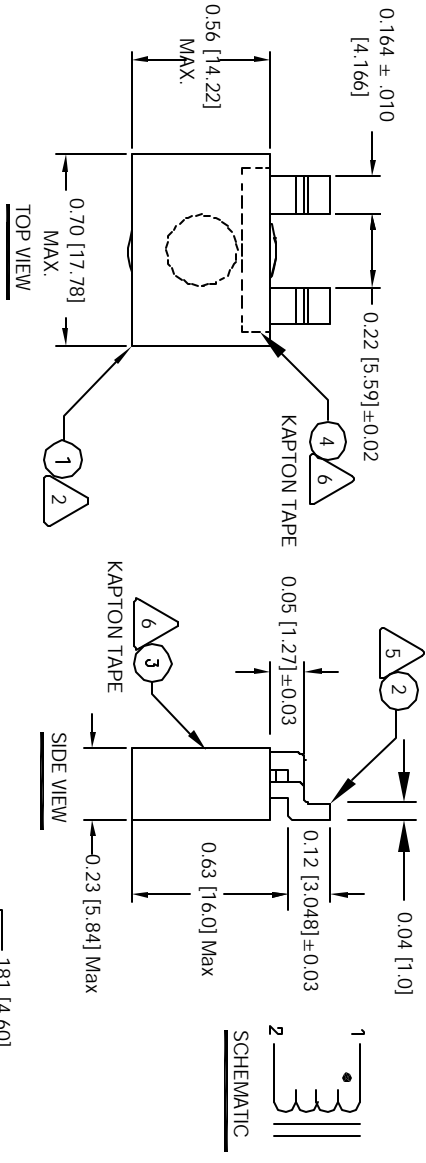 0.164 ± .010
[4.166]
0.56 [14.22]
MAX.
0.22 [5.59]±0.02
4
6
KAPTON TAPE
0.70 [17.78]
MAX.
TOP VIEW
1
2
5
2
0.05 [1.27]±0.03
0.04 [1.0]
0.12 [3.048]±0.03
0.63 [16.0] Max
0.23 [5.84] Max
6
3
KAPTON TAPE
SIDE VIEW
1
2
SCHEMATIC
.181 [4.60]